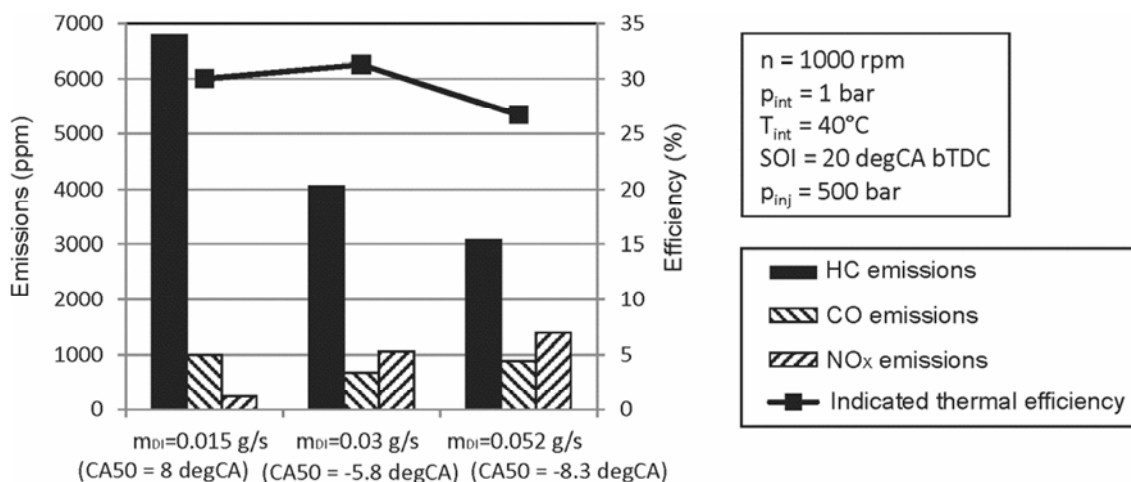 7000
6000
5000
4000
3000
2000
1000
0
Emissions (ppm)
35
30
25
20
15
10
5
0
Efficiency (%)
mDI=0.015 g/s
(CA50 = 8 degCA)
mDI=0.03 g/s
(CA50 = -5.8 degCA)
mDI=0.052 g/s
(CA50 = -8.3 degCA)
n = 1000 rpm
pint = 1 bar
Tint = 40°C
SOI = 20 degCA bTDC
pinj = 500 bar
HC emissions
CO emissions
NOx emissions
Indicated thermal efficiency